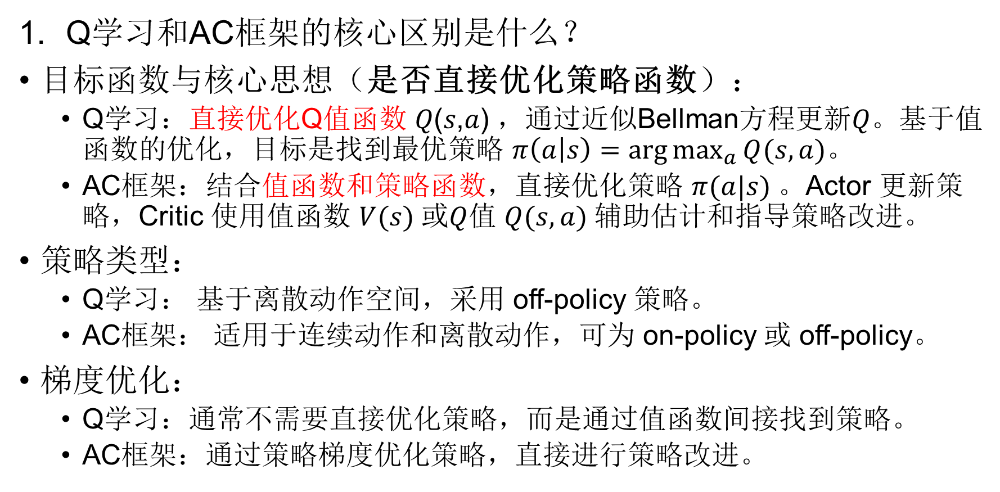 1. Q学习和AC框架的核心区别是什么？
• 目标函数与核心思想（是否直接优化策略函数）：
• Q学习：直接优化Q值函数 Q(s,a) ，通过近似Bellman方程更新Q。基于值
函数的优化，目标是找到最优策略 π(a|s) = arg maxₐ Q(s, a)。
• AC框架：结合值函数和策略函数，直接优化策略 π(a|s) 。Actor 更新策
略，Critic 使用值函数 V(s) 或Q值 Q(s, a) 辅助估计和指导策略改进。
• 策略类型：
• Q学习： 基于离散动作空间，采用 off-policy 策略。
• AC框架： 适用于连续动作和离散动作，可为 on-policy 或 off-policy。
• 梯度优化：
• Q学习：通常不需要直接优化策略，而是通过值函数间接找到策略。
• AC框架：通过策略梯度优化策略，直接进行策略改进。